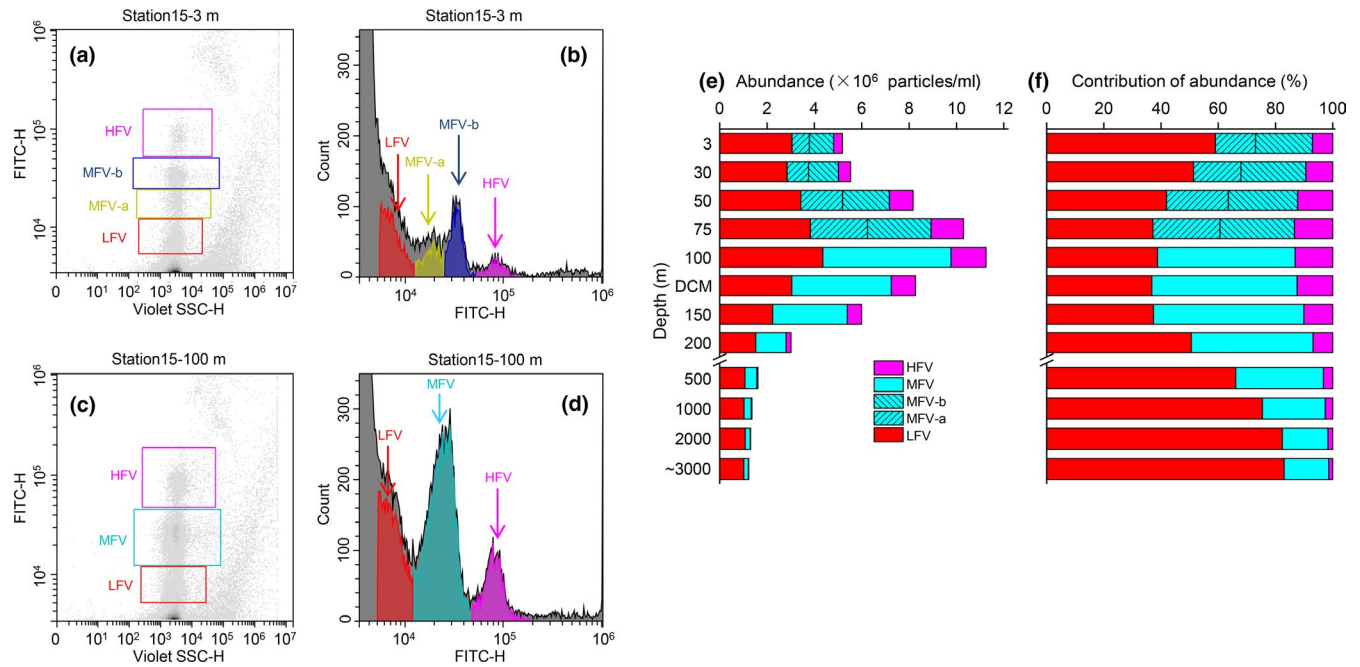 Station15-3 m
(a)
FITC-H
10⁶
10⁵
10⁴
0
HFV
MFV-b
MFV-a
LFV
0 10¹ 10² 10³ 10⁴ 10⁵ 10⁶ 10⁷
Violet SSC-H
Station15-3 m
(b)
Count
300
200
100
0
LFV
MFV-a
MFV-b
HFV
10⁴ 10⁵ 10⁶
FITC-H
Station15-100 m
(c)
FITC-H
10⁶
10⁵
10⁴
0
HFV
MFV
LFV
0 10¹ 10² 10³ 10⁴ 10⁵ 10⁶ 10⁷
Violet SSC-H
Station15-100 m
(d)
Count
300
200
100
0
LFV
MFV
HFV
10⁴ 10⁵ 10⁶
FITC-H
(e) Abundance (×10⁶ particles/ml)
0 2 4 6 8 10 12
Depth (m)
3
30
50
75
100
DCM
150
200
500
1000
2000
~3000
HFV
MFV
MFV-b
MFV-a
LFV
(f) Contribution of abundance (%)
0 20 40 60 80 100